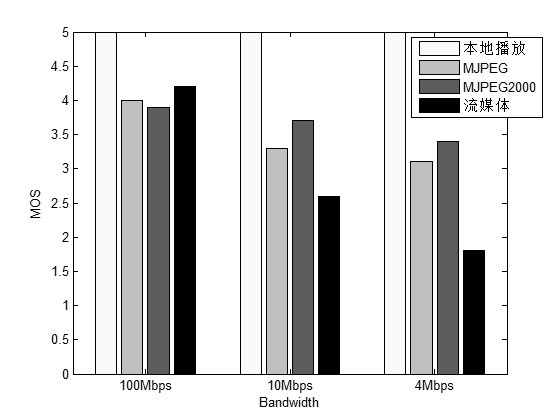 5
4.5
4
3.5
3
2.5
2
1.5
1
0.5
0
MOS
本地播放
MJPEG
MJPEG2000
流媒体
100Mbps
10Mbps
4Mbps
Bandwidth